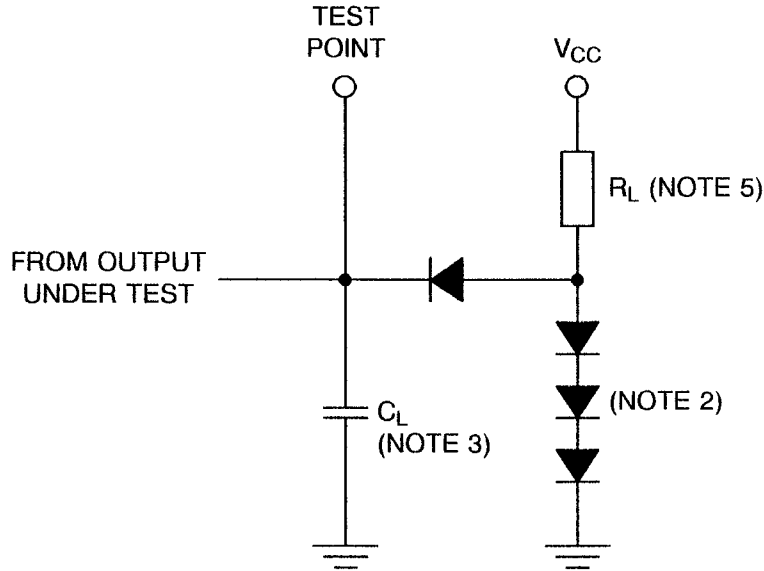 TEST
POINT
VCC
RL (NOTE 5)
FROM OUTPUT
UNDER TEST
(NOTE 2)
CL
(NOTE 3)